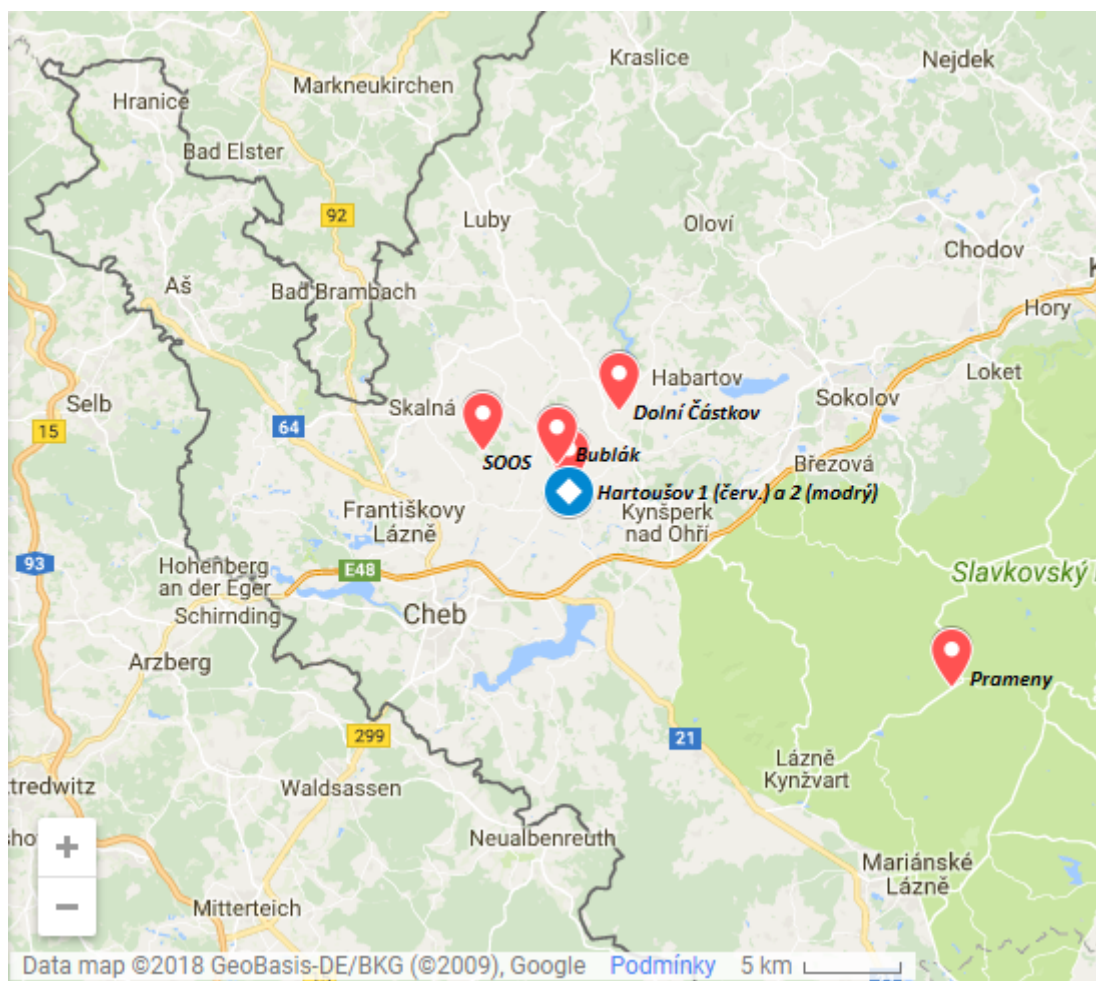 Kraslice
Nejdek
Markneukirchen
Hranice
Bad Elster
92
Luby
Oloví
Chodov
K
Aš
Bad Brambach
Hory
Loket
Selb
Skalná
Habartov
Sokolov
64
15
Dolní Částkov
SOOS
Bublák
Březová
Hartoušov 1 (červ.) a 2 (modrý)
Františkovy
Lázně
Kynšperk
nad Ohří
93
Hohenberg
an der Eger
E48
Slavkovský
Schirnding
Cheb
Arzberg
Prameny
299
21
Lázně
Kynžvart
ttredwitz
Waldsassen
Neualbenreuth
+
Mariánské
Lázně
−
Mitterteich
Data map ©2018 GeoBasis-DE/BKG (©2009), Google Podmínky 5 km